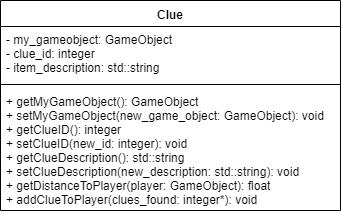 Clue
- my_gameobject: GameObject
- clue_id: integer
- item_description: std::string
+ getMyGameObject(): GameObject
+ setMyGameObject(new_game_object: GameObject): void
+ getClueID(): integer
+ setClueID(new_id: integer): void
+ getClueDescription(): std::string
+ setClueDescription(new_description: std::string): void
+ getDistanceToPlayer(player: GameObject): float
+ addClueToPlayer(clues_found: integer*): void